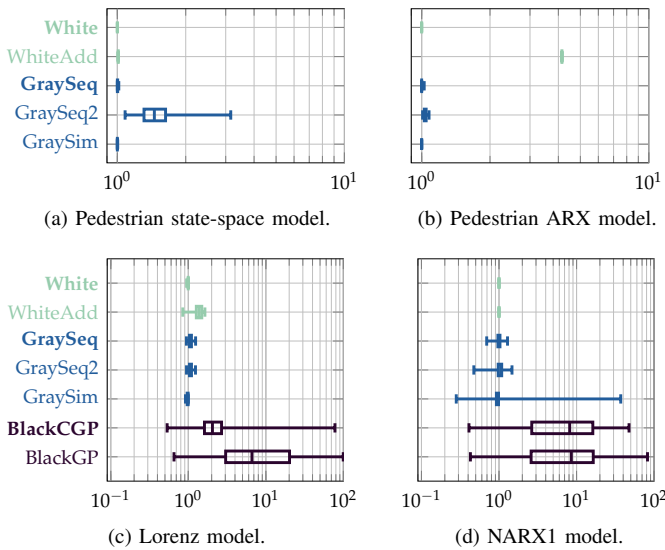 White
WhiteAdd
GraySeq
GraySeq2
GraySim
10^0 10^1 10^0 10^1
(a) Pedestrian state-space model. (b) Pedestrian ARX model.
White
WhiteAdd
GraySeq
GraySeq2
GraySim
BlackCGP
BlackGP
10^−1 10^0 10^1 10^2 10^−1 10^0 10^1 10^2
(c) Lorenz model. (d) NARX1 model.